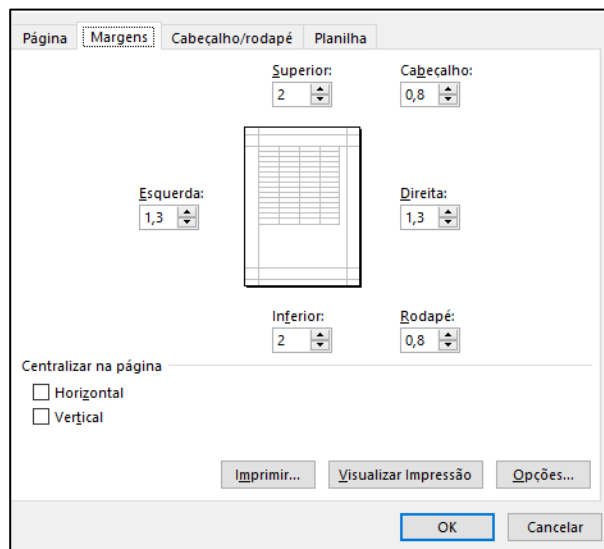 Página Margens Cabeçalho/rodapé Planilha
Superior: Cabeçalho:
2 0,8
Esquerda: Direita:
1,3 1,3
Inferior: Rodapé:
2 0,8
Centralizar na página
Horizontal
Vertical
Imprimir... Visualizar Impressão Opções...
OK Cancelar